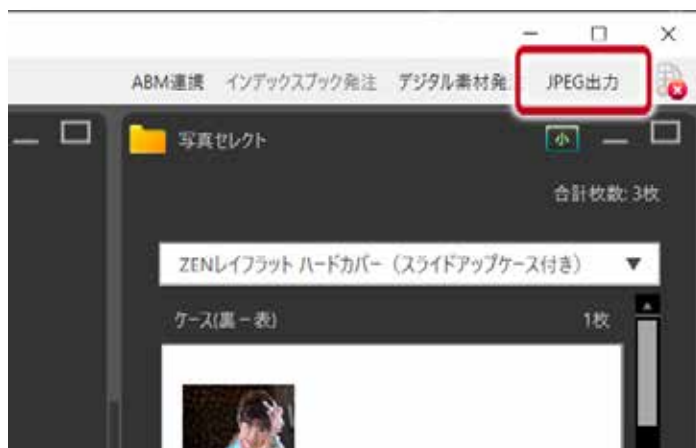 ABM連携 インデックスブック発注 デジタル素材発 JPEG出力
写真セレクト 小
合計枚数: 3枚
ZENレイフラット ハードカバー（スライドアップケース付き） ▼
ケース(裏－表) 1枚